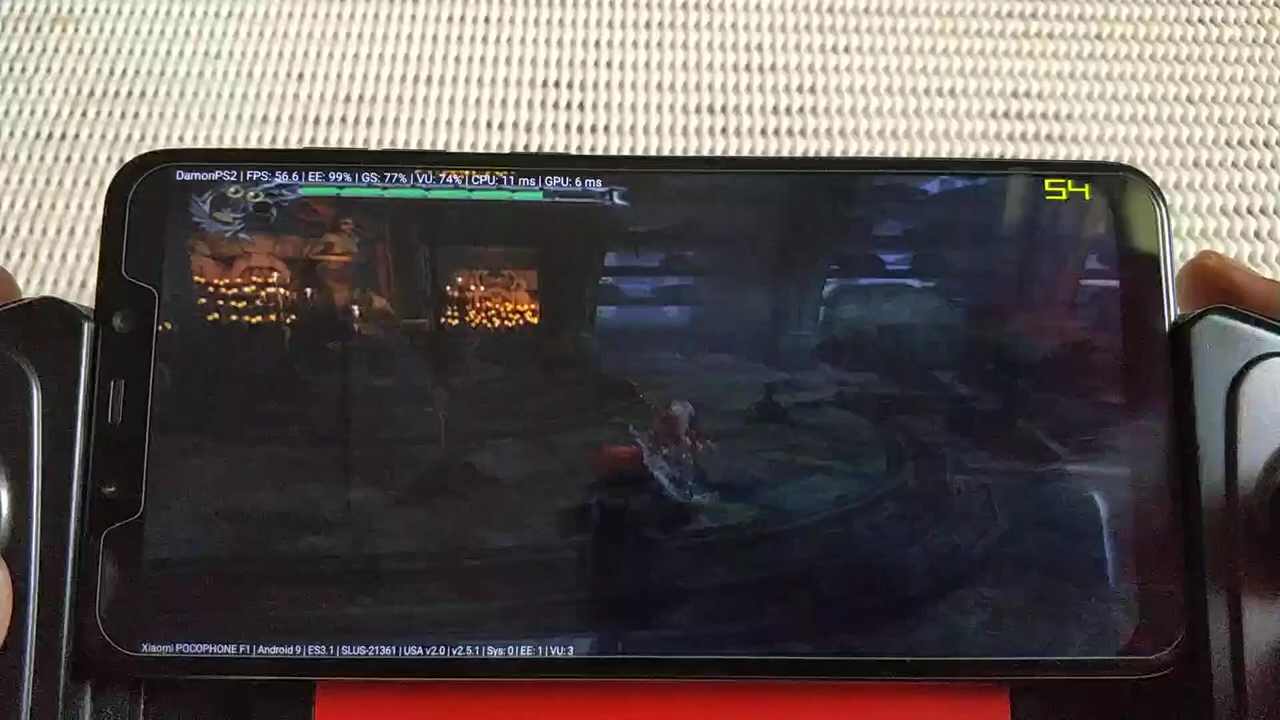 DamonPS2 | FPS: 56.6 | EE: 99% | GS: 77% | VU: 74% | CPU: 11 ms | GPU: 6 ms
54
Xiaomi POCOPHONE F1 | Android 9 | ES3.1 | SLUS-21361 | USA v2.0 | v2.5.1 | Sys: 0 | EE: 1 | VU: 3